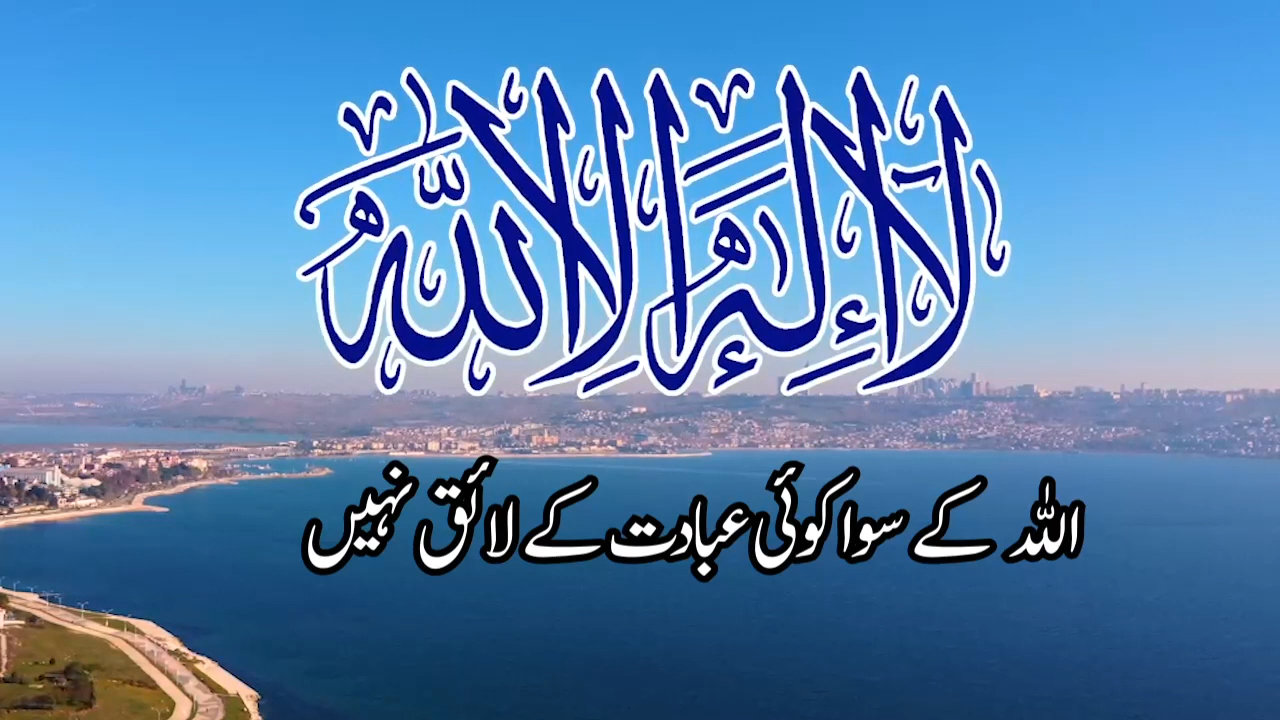 لَا إِلٰهَ إِلَّا اللّٰهُ
اللہ کے سوا کوئی عبادت کے لائق نہیں